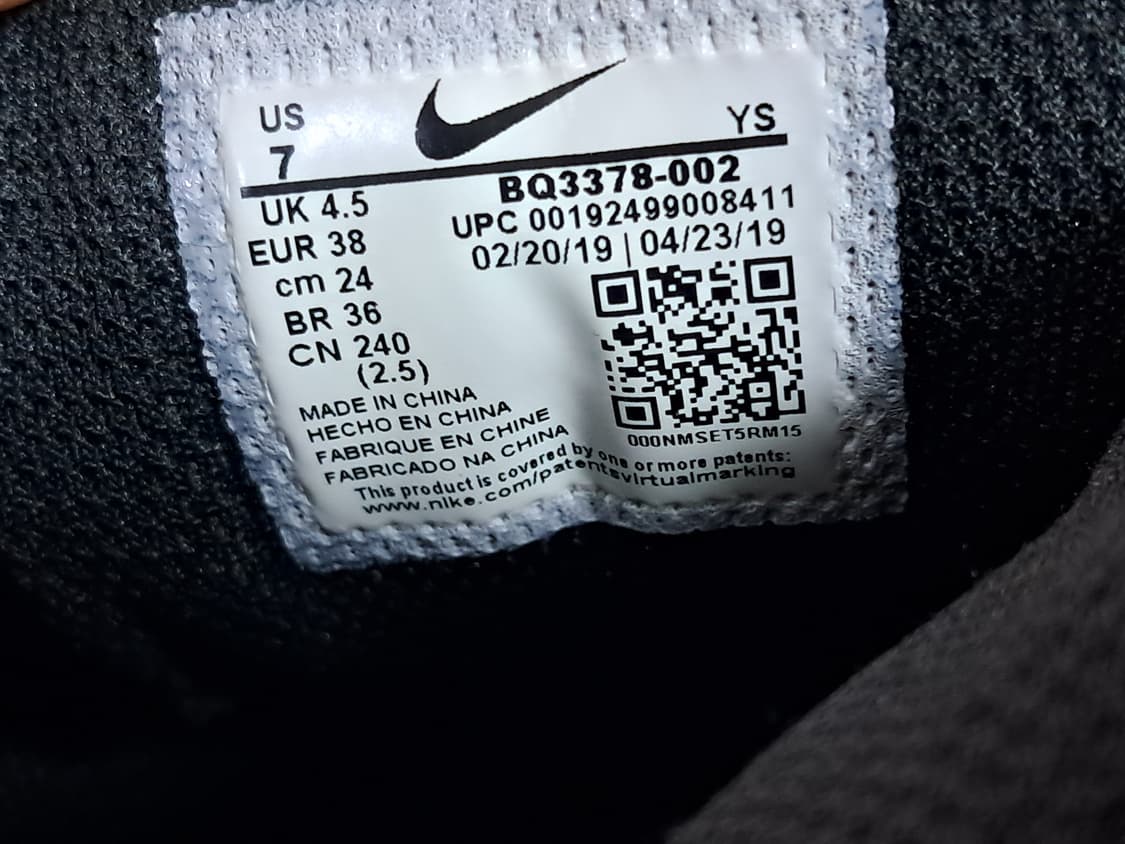 US YS
7
BQ3378-002
UK 4.5
UPC 00192499008411
EUR 38
02/20/19 | 04/23/19
cm 24
BR 36
CN 240
(2.5)
MADE IN CHINA
HECHO EN CHINA
FABRIQUE EN CHINE
FABRICADO NA CHINA
000NMSET5RM15
This product is covered by one or more patents:
www.nike.com/patentsvirtualmarking